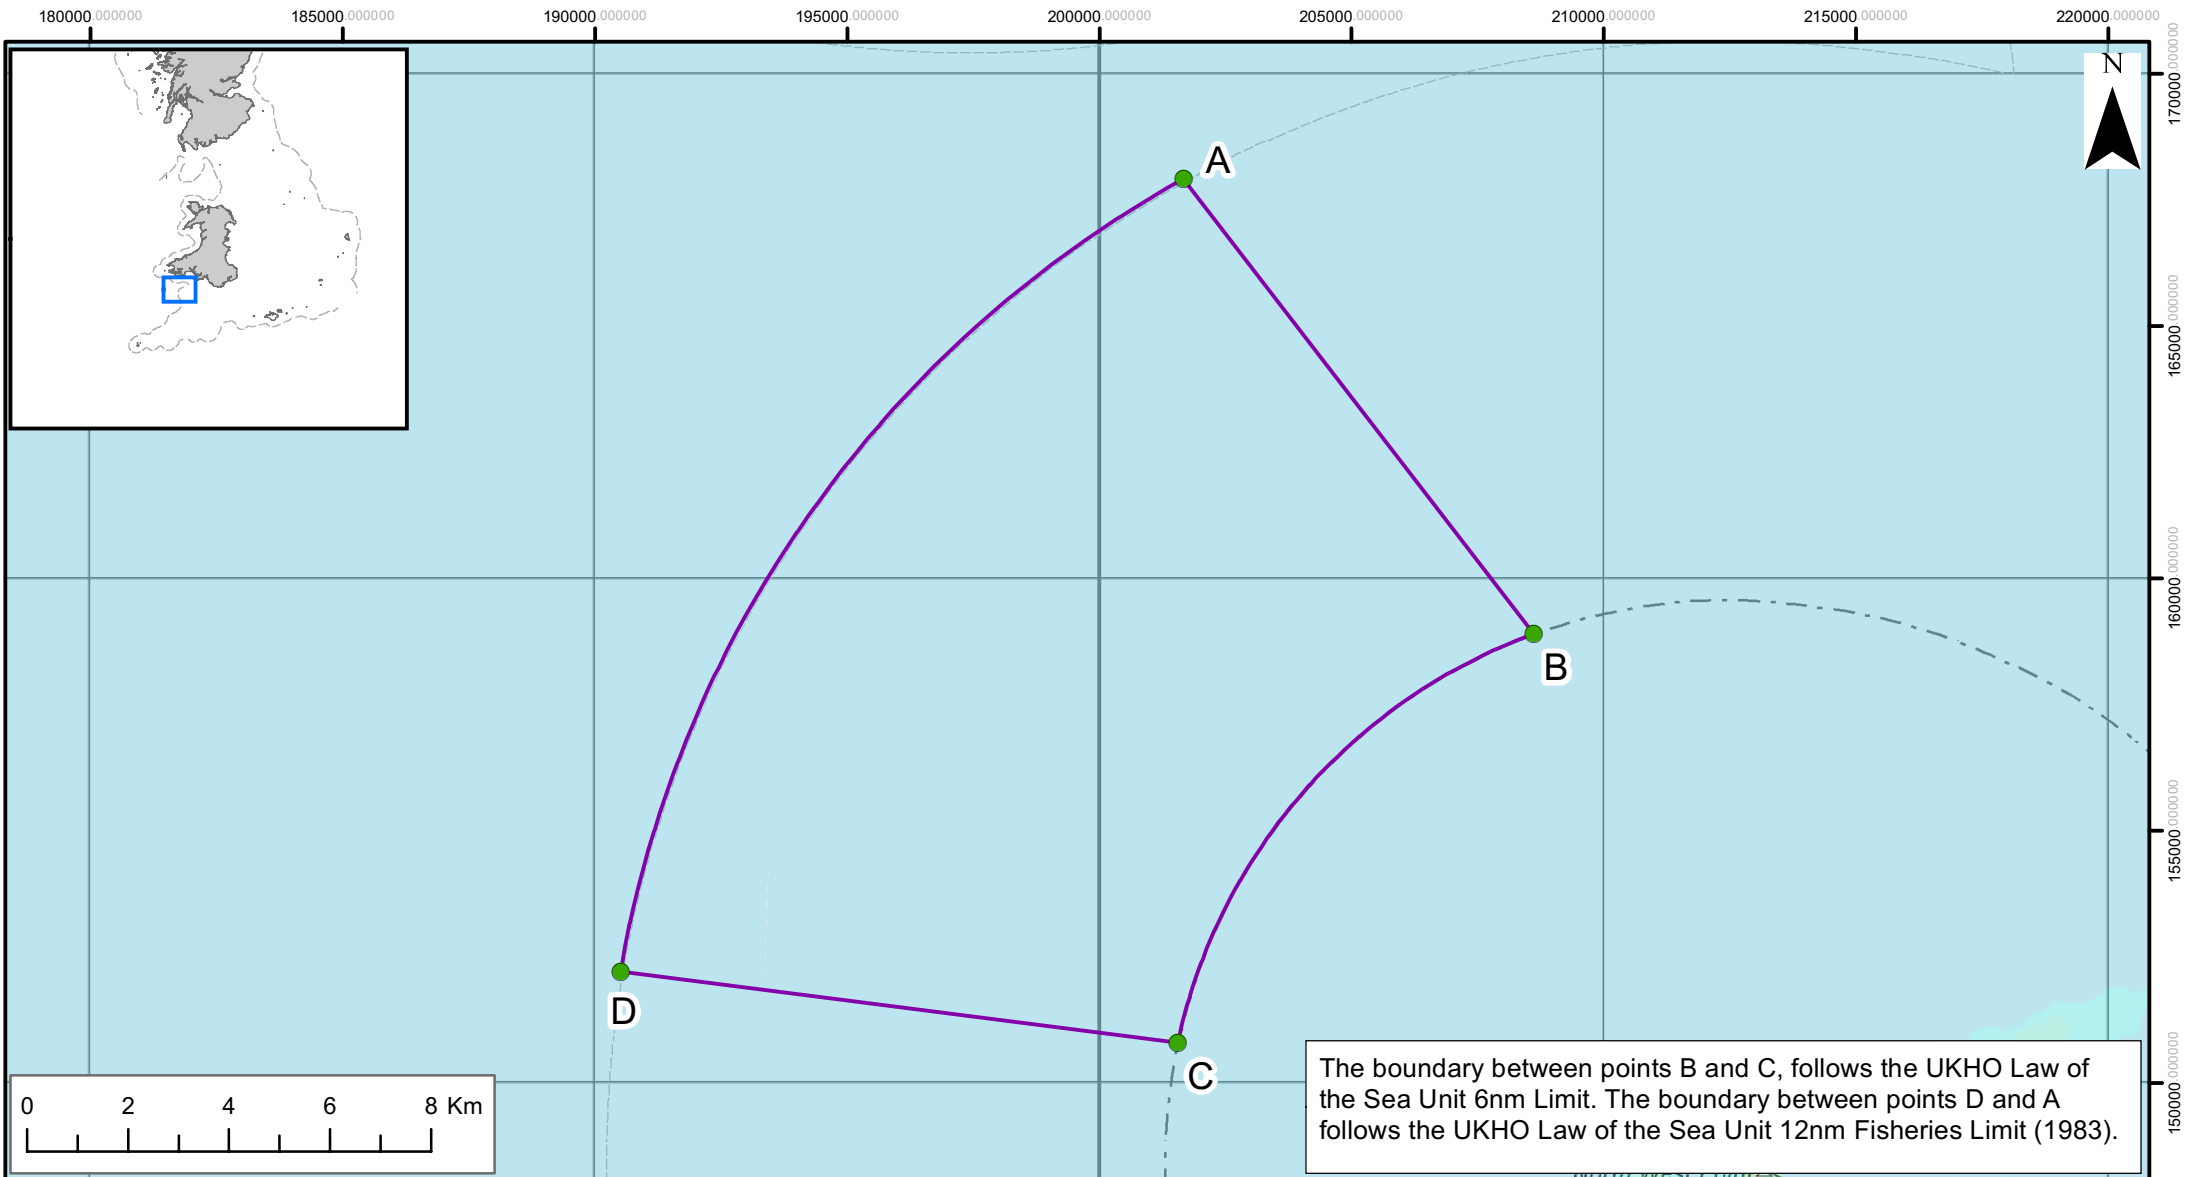 180000.000000 185000.000000 190000.000000 195000.000000 200000.000000 205000.000000 210000.000000 215000.000000 220000.000000
N
170000.000000
165000.000000
160000.000000
155000.000000
150000.000000
A
B
C
D
0 2 4 6 8 Km
The boundary between points B and C, follows the UKHO Law of
the Sea Unit 6nm Limit. The boundary between points D and A
follows the UKHO Law of the Sea Unit 12nm Fisheries Limit (1983).